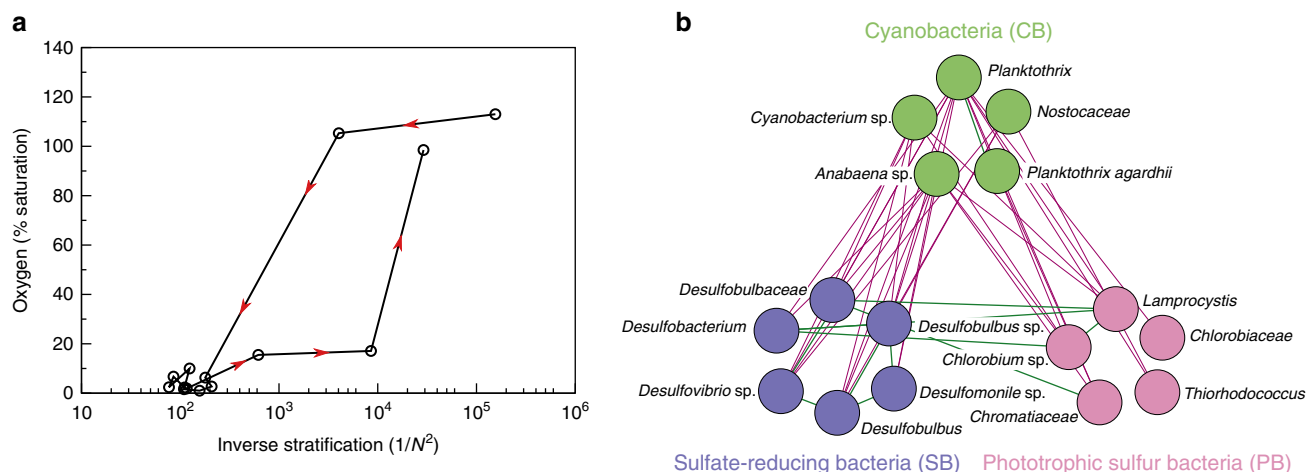 a
140
120
100
80
60
40
20
0
Oxygen (% saturation)
10
10²
10³
10⁴
10⁵
10⁶
Inverse stratification (1/N²)
b
Cyanobacteria (CB)
Planktothrix
Nostocaceae
Cyanobacterium sp.
Anabaena sp.
Planktothrix agardhii
Desulfobulbaceae
Lamprocystis
Desulfobacterium
Desulfobulbus sp.
Chlorobiaceae
Chlorobium sp.
Desulfovibrio sp.
Desulfomonile sp.
Thiorhodococcus
Chromatiaceae
Desulfobulbus
Sulfate-reducing bacteria (SB)
Phototrophic sulfur bacteria (PB)